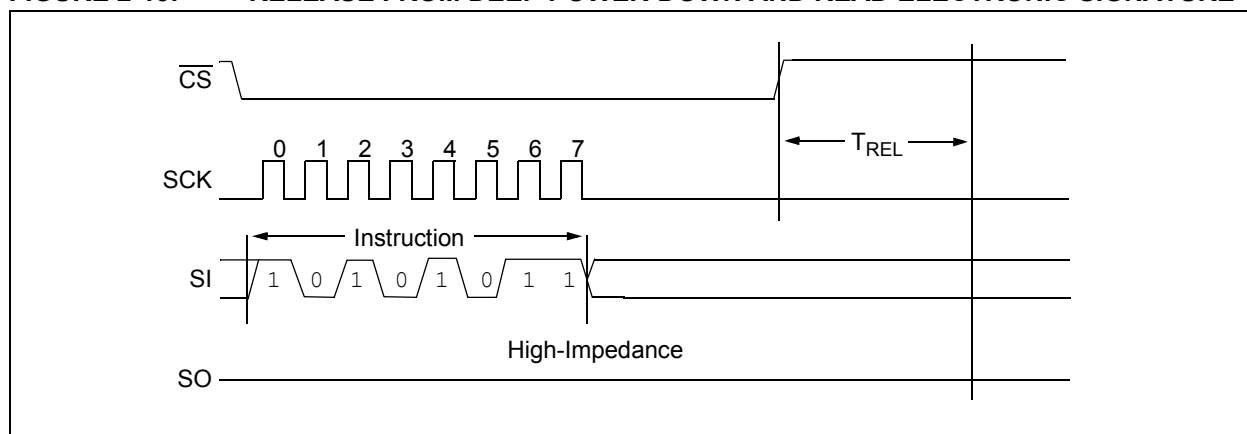 RELEASE FROM DEEP POWER-DOWN AND READ ELECTRONIC SIGNATURE
CS
TREL
0 1 2 3 4 5 6 7
SCK
Instruction
SI 1 0 1 0 1 0 1 1
High-Impedance
SO